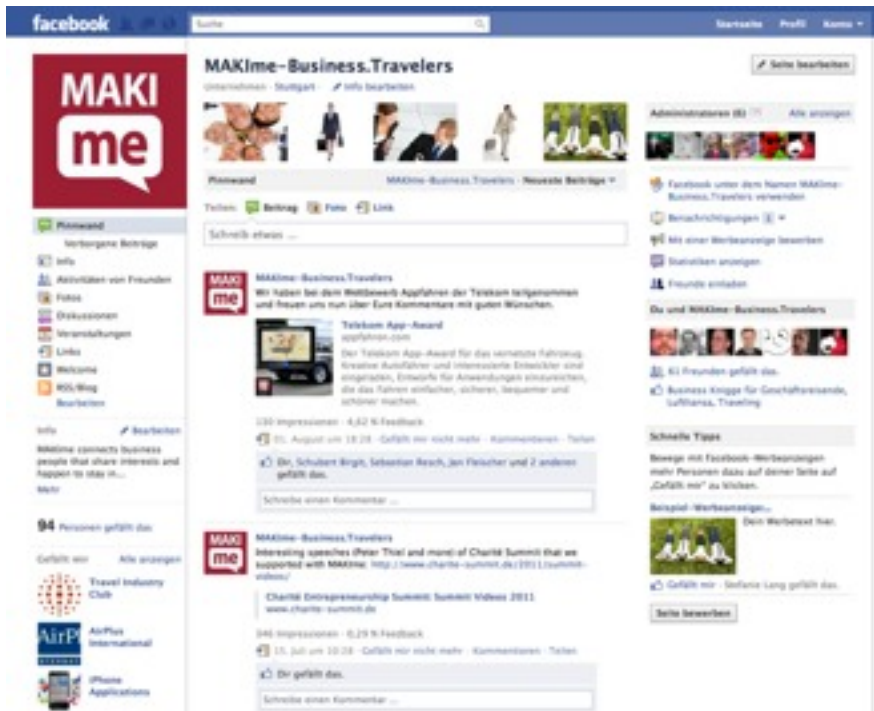 facebook
Suche
Startseite Profil Konto
MAKI
me
MAKIme-Business.Travelers
Unternehmen · Stuttgart · Info bearbeiten
Seite bearbeiten
Pinnwand
MAKIme-Business.Travelers · Neueste Beiträge
Teilen: Beitrag Foto Link
Schreib etwas ...
Pinnwand
Verborgene Beiträge
Info
Aktivitäten von Freunden
Fotos
Diskussionen
Veranstaltungen
Links
Welcome
RSS/Blog
Bearbeiten
Info Bearbeiten
MAKIme connects business
people that share interests and
happen to stay in...
Mehr
94 Personen gefällt das
Gefällt mir Alle anzeigen
Travel Industry
Club
AirPl
AirPlus
International
iPhone
Applications
MAKI
me
MAKIme-Business.Travelers
Wir haben bei dem Wettbewerb Appfahren der Telekom teilgenommen
und freuen uns nun über Eure Kommentare mit guten Wünschen.
Telekom App-Award
appfahren.com
Der Telekom App-Award für das vernetzte Fahrzeug.
Kreative Autofahrer und interessierte Entwickler sind
eingeladen, Entwürfe für Anwendungen einzureichen,
die das Fahren einfacher, sicherer, bequemer und
schöner machen.
130 Impressionen · 4,62 % Feedback
01. August um 18:28 · Gefällt mir nicht mehr · Kommentieren · Teilen
Dir, Schubert Birgit, Sebastian Resch, Jan Fleischer und 2 anderen
gefällt das.
Schreibe einen Kommentar ...
MAKI
me
MAKIme-Business.Travelers
Interesting speeches (Peter Thiel and more) of Charité Summit that we
supported with MAKIme: http://www.charite-summit.de/2011/summit-
videos/
Charité Entrepreneurship Summit: Summit Videos 2011
www.charite-summit.de
346 Impressionen · 0,29 % Feedback
15. Juli um 10:28 · Gefällt mir nicht mehr · Kommentieren · Teilen
Dir gefällt das.
Schreibe einen Kommentar ...
Administratoren (6) Alle anzeigen
Facebook unter dem Namen MAKIme-
Business.Travelers verwenden
Benachrichtigungen
Mit einer Werbeanzeige bewerben
Statistiken anzeigen
Freunde einladen
Du und MAKIme-Business.Travelers
61 Freunden gefällt das.
Business Knigge für Geschäftsreisende,
Lufthansa, Traveling
Schnelle Tipps
Bewege mit Facebook-Werbeanzeigen
mehr Personen dazu auf deiner Seite auf
„Gefällt mir“ zu klicken.
Beispiel-Werbeanzeige:
Dein Werbetext hier.
Gefällt mir · Stefanie Lang gefällt das.
Seite bewerben